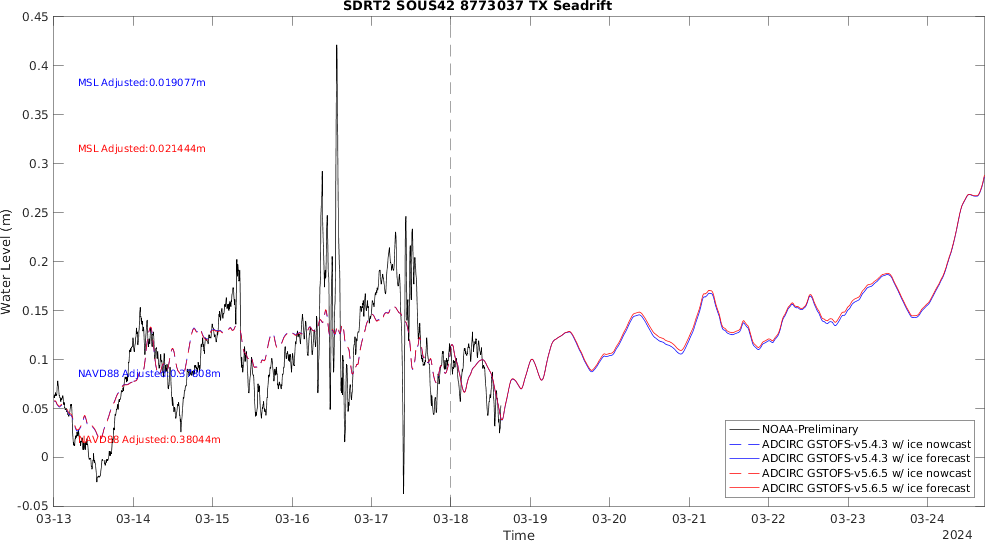 SDRT2 SOUS42 8773037 TX Seadrift
0.45
0.4
0.35
0.3
0.25
0.2
0.15
0.1
0.05
0
-0.05
Water Level (m)
MSL Adjusted:0.019077m
MSL Adjusted:0.021444m
NAVD88 Adjusted:0.37808m
NAVD88 Adjusted:0.38044m
NOAA-Preliminary
ADCIRC GSTOFS-v5.4.3 w/ ice nowcast
ADCIRC GSTOFS-v5.4.3 w/ ice forecast
ADCIRC GSTOFS-v5.6.5 w/ ice nowcast
ADCIRC GSTOFS-v5.6.5 w/ ice forecast
03-13 03-14 03-15 03-16 03-17 03-18 03-19 03-20 03-21 03-22 03-23 03-24
Time
2024